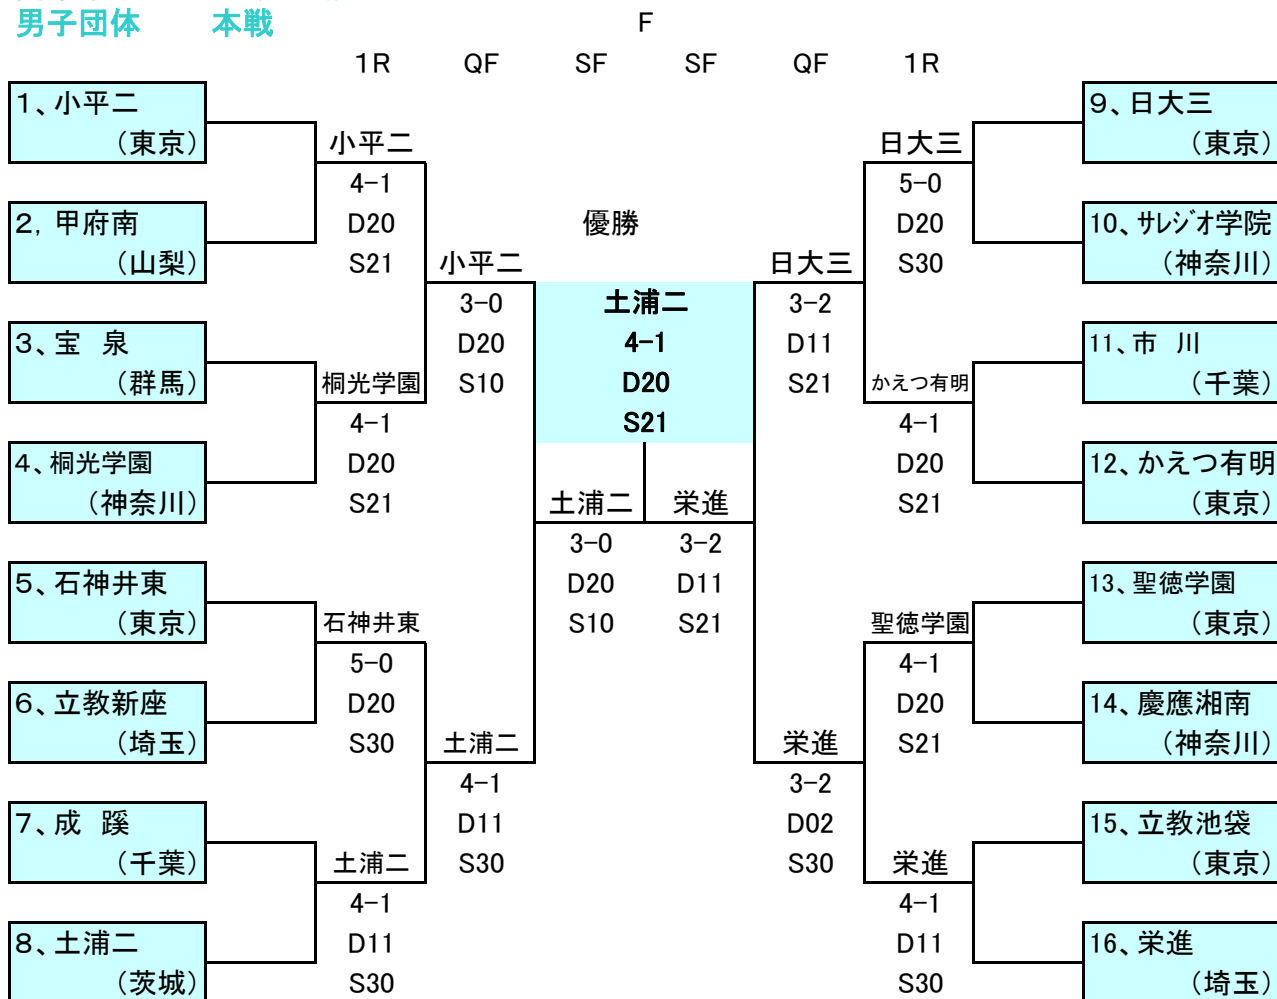 男子団体 本戦
F
1R QF SF SF QF 1R
1、小平二
（東京）
2, 甲府南
（山梨）
3、宝 泉
（群馬）
4、桐光学園
（神奈川）
5、石神井東
（東京）
6、立教新座
（埼玉）
7、成 蹊
（千葉）
8、土浦二
（茨城）
小平二
4-1
D20
S21
桐光学園
4-1
D20
S21
石神井東
5-0
D20
S30
土浦二
4-1
D11
S30
小平二
3-0
D20
S10
土浦二
4-1
D11
S30
優勝
土浦二
4-1
D20
S21
土浦二
3-0
D20
S10
栄進
3-2
D11
S21
日大三
3-2
D11
S21
栄進
3-2
D02
S30
日大三
5-0
D20
S30
かえつ有明
4-1
D20
S21
聖徳学園
4-1
D20
S21
栄進
4-1
D11
S30
9、日大三
（東京）
10、ｻﾚｼﾞｵ学院
（神奈川）
11、市 川
（千葉）
12、かえつ有明
（東京）
13、聖徳学園
（東京）
14、慶應湘南
（神奈川）
15、立教池袋
（東京）
16、栄進
（埼玉）